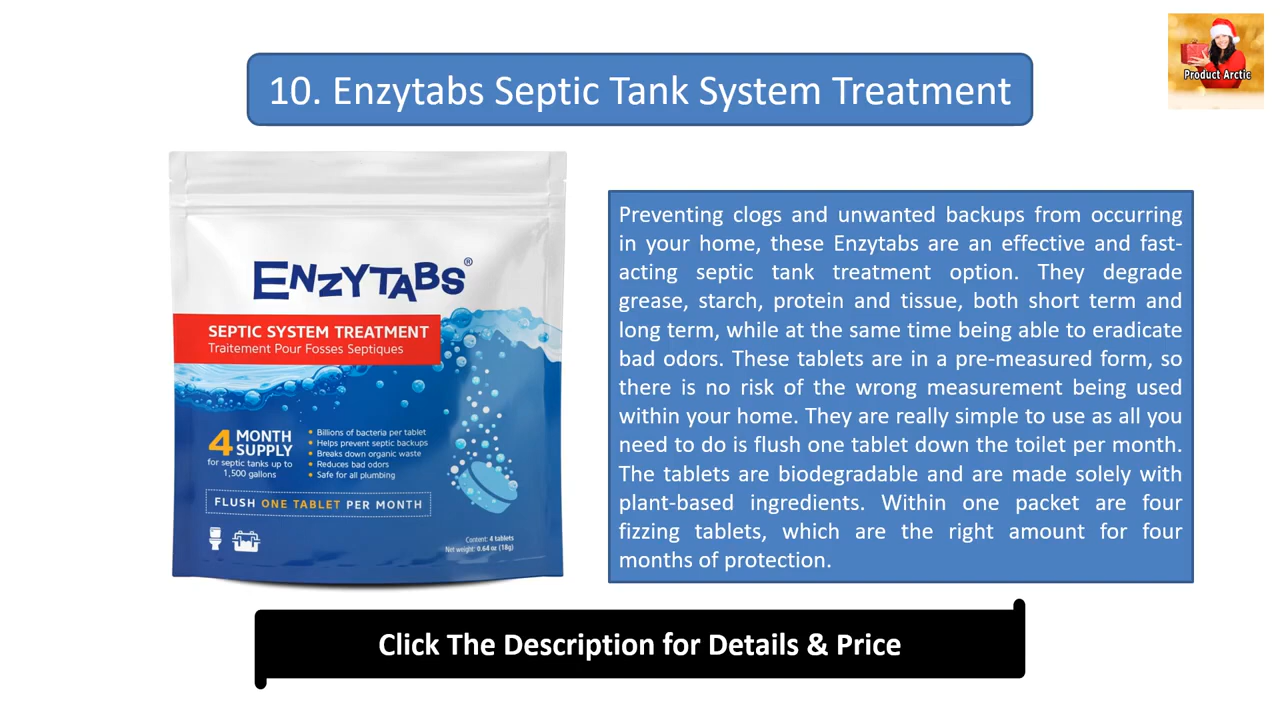 Product Arctic
10. Enzytabs Septic Tank System Treatment
ENZYTABS®
SEPTIC SYSTEM TREATMENT
Traitement Pour Fosses Septiques
4 MONTH
SUPPLY
for septic tanks up to
1,500 gallons
• Billions of bacteria per tablet
• Helps prevent septic backups
• Breaks down organic waste
• Reduces bad odors
• Safe for all plumbing
FLUSH ONE TABLET PER MONTH
Content: 4 tablets
Net weight: 0.64 oz (18g)
Preventing clogs and unwanted backups from occurring
in your home, these Enzytabs are an effective and fast-
acting septic tank treatment option. They degrade
grease, starch, protein and tissue, both short term and
long term, while at the same time being able to eradicate
bad odors. These tablets are in a pre-measured form, so
there is no risk of the wrong measurement being used
within your home. They are really simple to use as all you
need to do is flush one tablet down the toilet per month.
The tablets are biodegradable and are made solely with
plant-based ingredients. Within one packet are four
fizzing tablets, which are the right amount for four
months of protection.
Click The Description for Details & Price